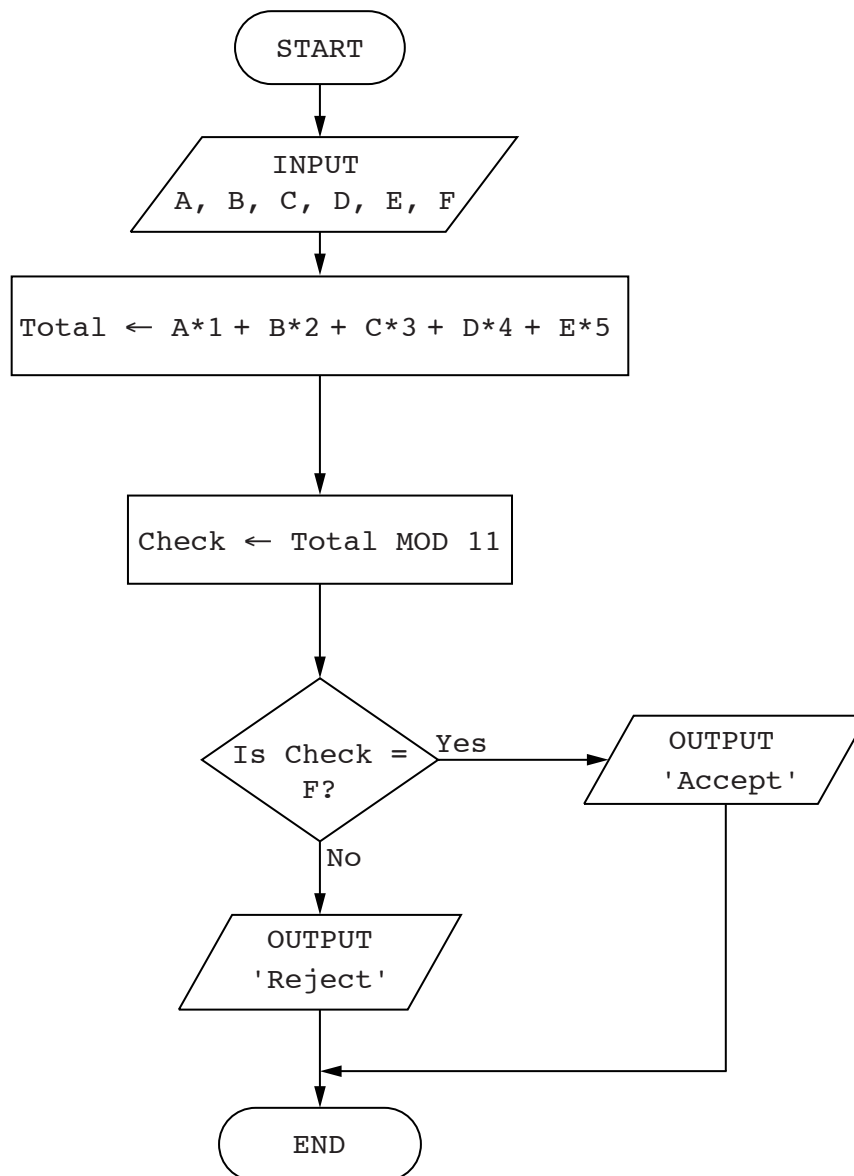 START
INPUT
A, B, C, D, E, F
Total ← A*1 + B*2 + C*3 + D*4 + E*5
Check ← Total MOD 11
Is Check =
F?
Yes
OUTPUT
'Accept'
No
OUTPUT
'Reject'
END